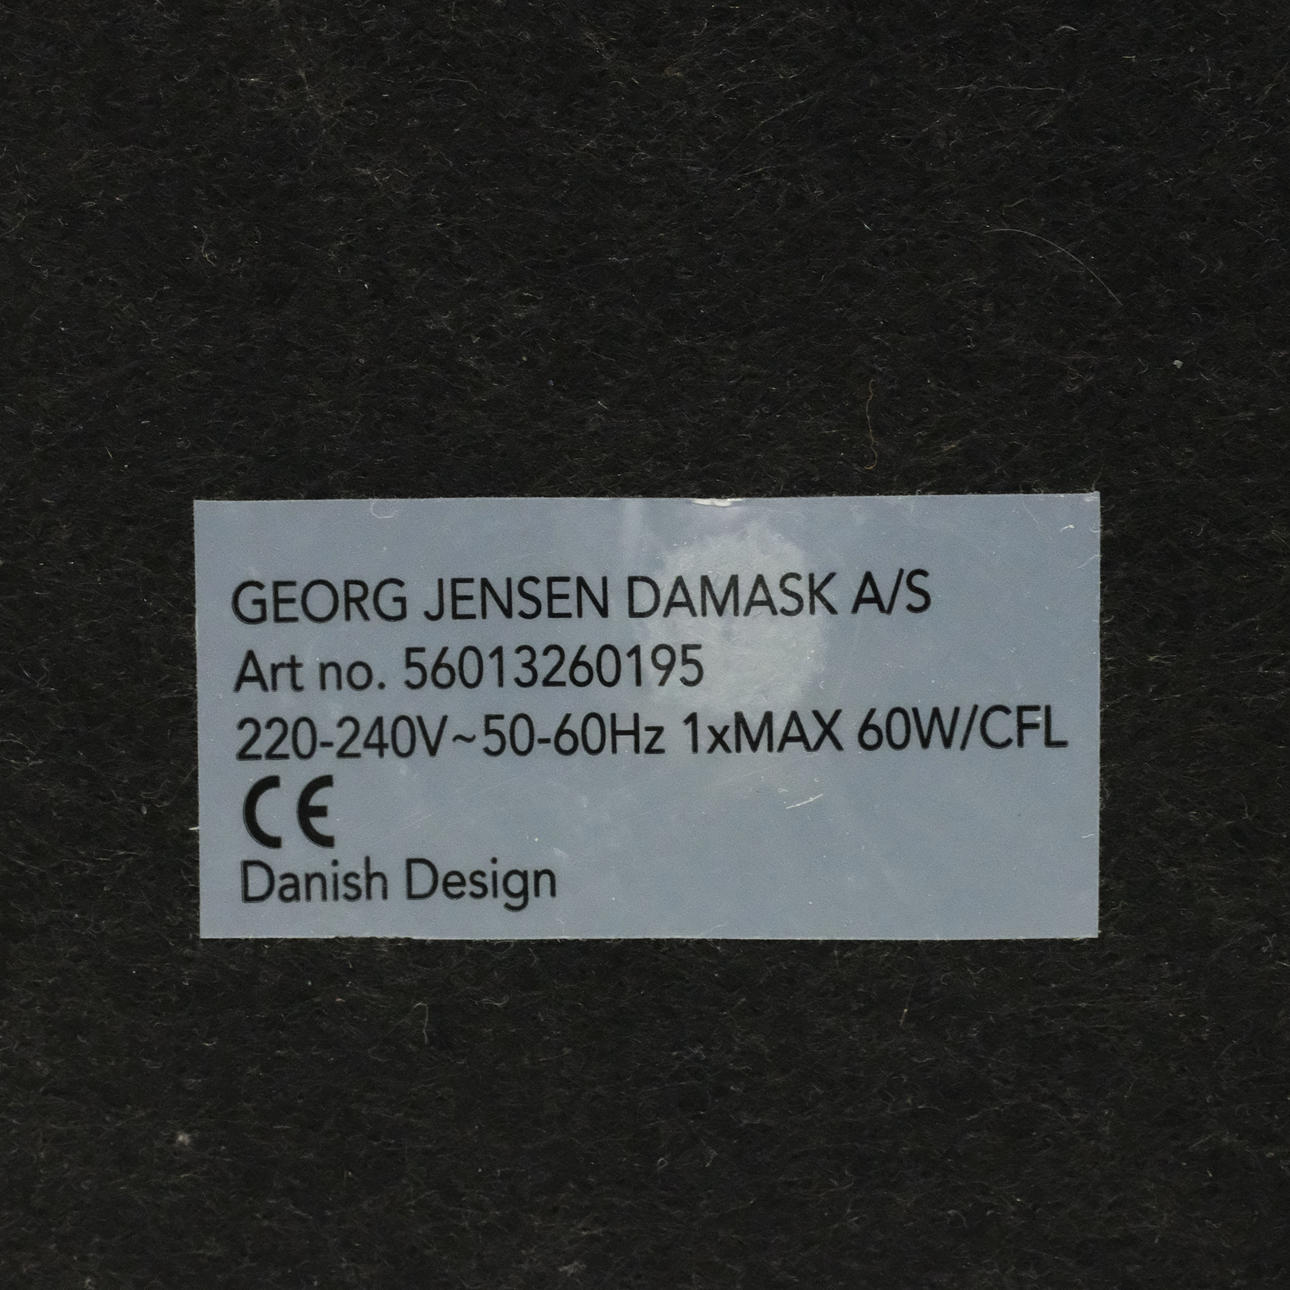 GEORG JENSEN DAMASK A/S
Art no. 56013260195
220-240V~50-60Hz 1xMAX 60W/CFL
CE
Danish Design